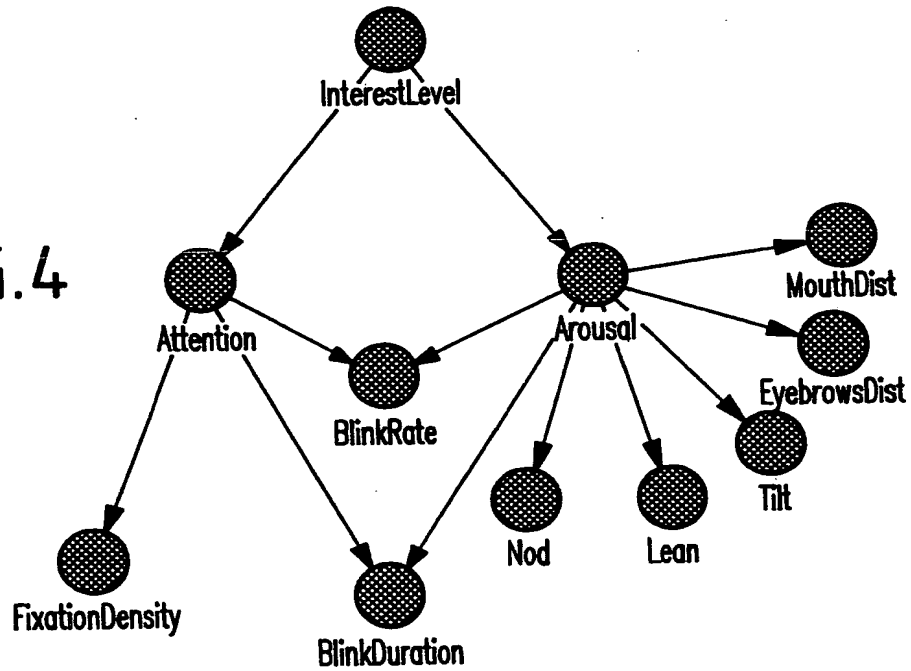 InterestLevel
.4
MouthDist
Attention
Arousal
EyebrowsDist
BlinkRate
Tilt
Nod
Lean
FixationDensity
BlinkDuration